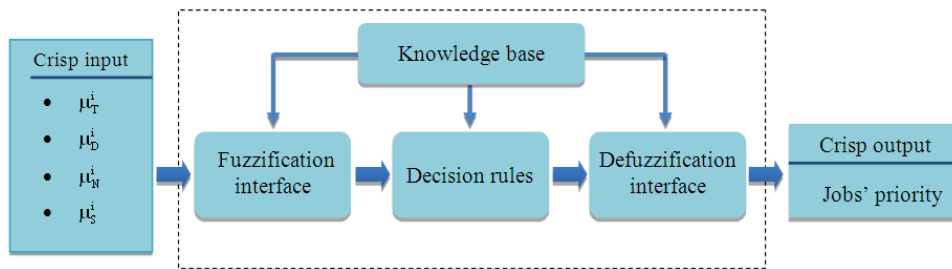 Crisp input
• μ_T^i
• μ_D^i
• μ_N^i
• μ_S^i
Knowledge base
Fuzzification
interface
Decision rules
Defuzzification
interface
Crisp output
Jobs’ priority